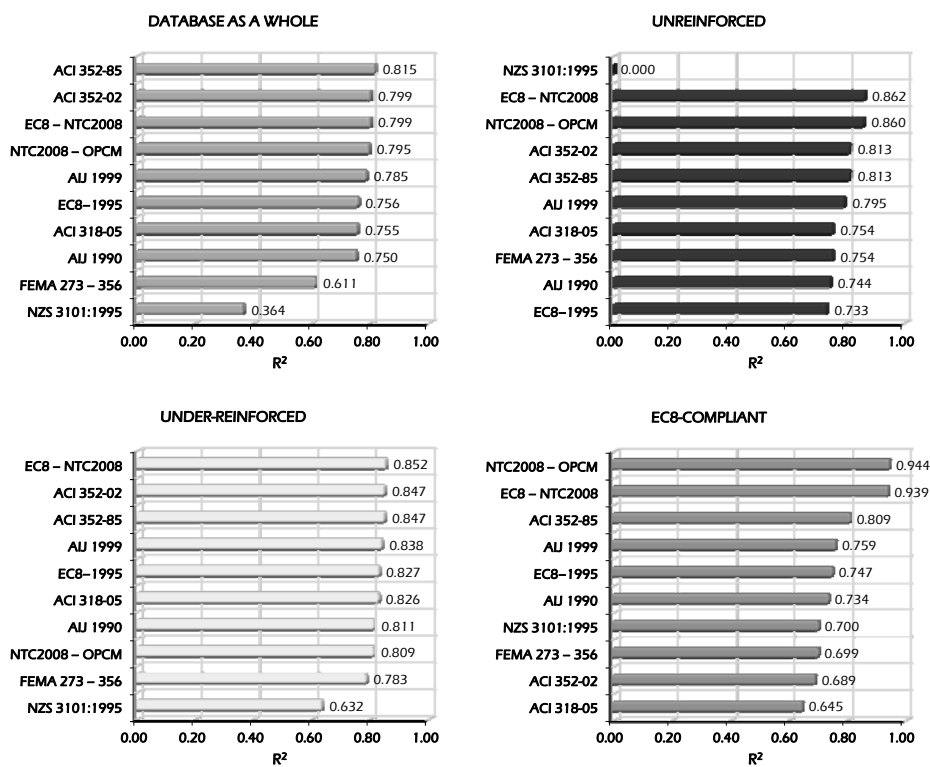 DATABASE AS A WHOLE
ACI 352-85 0.815
ACI 352-02 0.799
EC8 – NTC2008 0.799
NTC2008 – OPCM 0.795
AIJ 1999 0.785
EC8–1995 0.756
ACI 318-05 0.755
AIJ 1990 0.750
FEMA 273 – 356 0.611
NZS 3101:1995 0.364
0.00 0.20 0.40 0.60 0.80 1.00
R²
UNREINFORCED
NZS 3101:1995 0.000
EC8 – NTC2008 0.862
NTC2008 – OPCM 0.860
ACI 352-02 0.813
ACI 352-85 0.813
AIJ 1999 0.795
ACI 318-05 0.754
FEMA 273 – 356 0.754
AIJ 1990 0.744
EC8–1995 0.733
0.00 0.20 0.40 0.60 0.80 1.00
R²
UNDER-REINFORCED
EC8 – NTC2008 0.852
ACI 352-02 0.847
ACI 352-85 0.847
AIJ 1999 0.838
EC8–1995 0.827
ACI 318-05 0.826
AIJ 1990 0.811
NTC2008 – OPCM 0.809
FEMA 273 – 356 0.783
NZS 3101:1995 0.632
0.00 0.20 0.40 0.60 0.80 1.00
R²
EC8-COMPLIANT
NTC2008 – OPCM 0.944
EC8 – NTC2008 0.939
ACI 352-85 0.809
AIJ 1999 0.759
EC8–1995 0.747
AIJ 1990 0.734
NZS 3101:1995 0.700
FEMA 273 – 356 0.699
ACI 352-02 0.689
ACI 318-05 0.645
0.00 0.20 0.40 0.60 0.80 1.00
R²